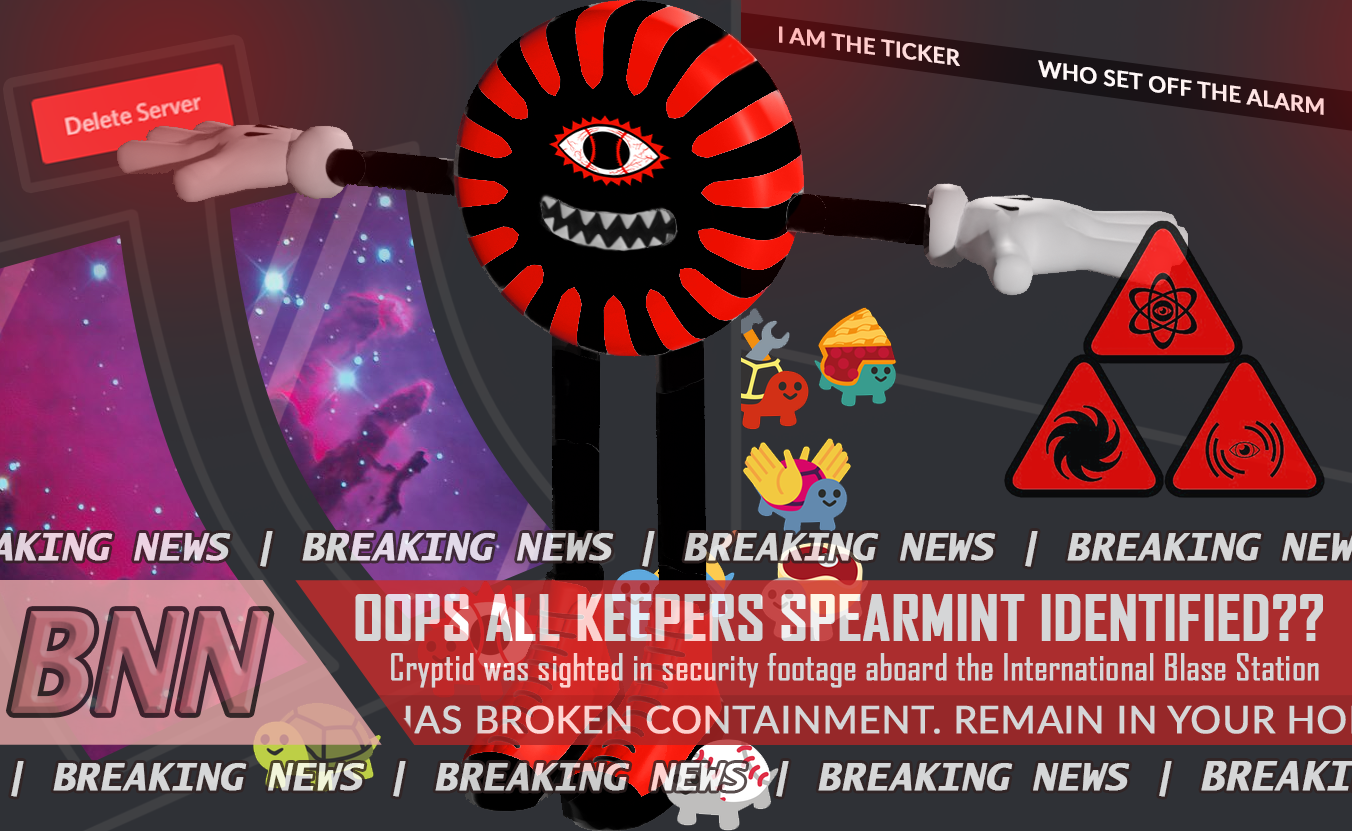 I AM THE TICKER WHO SET OFF THE ALARM
Delete Server
AKING NEWS | BREAKING NEWS | BREAKING NEWS | BREAKING NEW
BNN
OOPS ALL KEEPERS SPEARMINT IDENTIFIED??
Cryptid was sighted in security footage aboard the International Blase Station
HAS BROKEN CONTAINMENT. REMAIN IN YOUR HO
| BREAKING NEWS | BREAKING NEWS | BREAKING NEWS | BREAKI